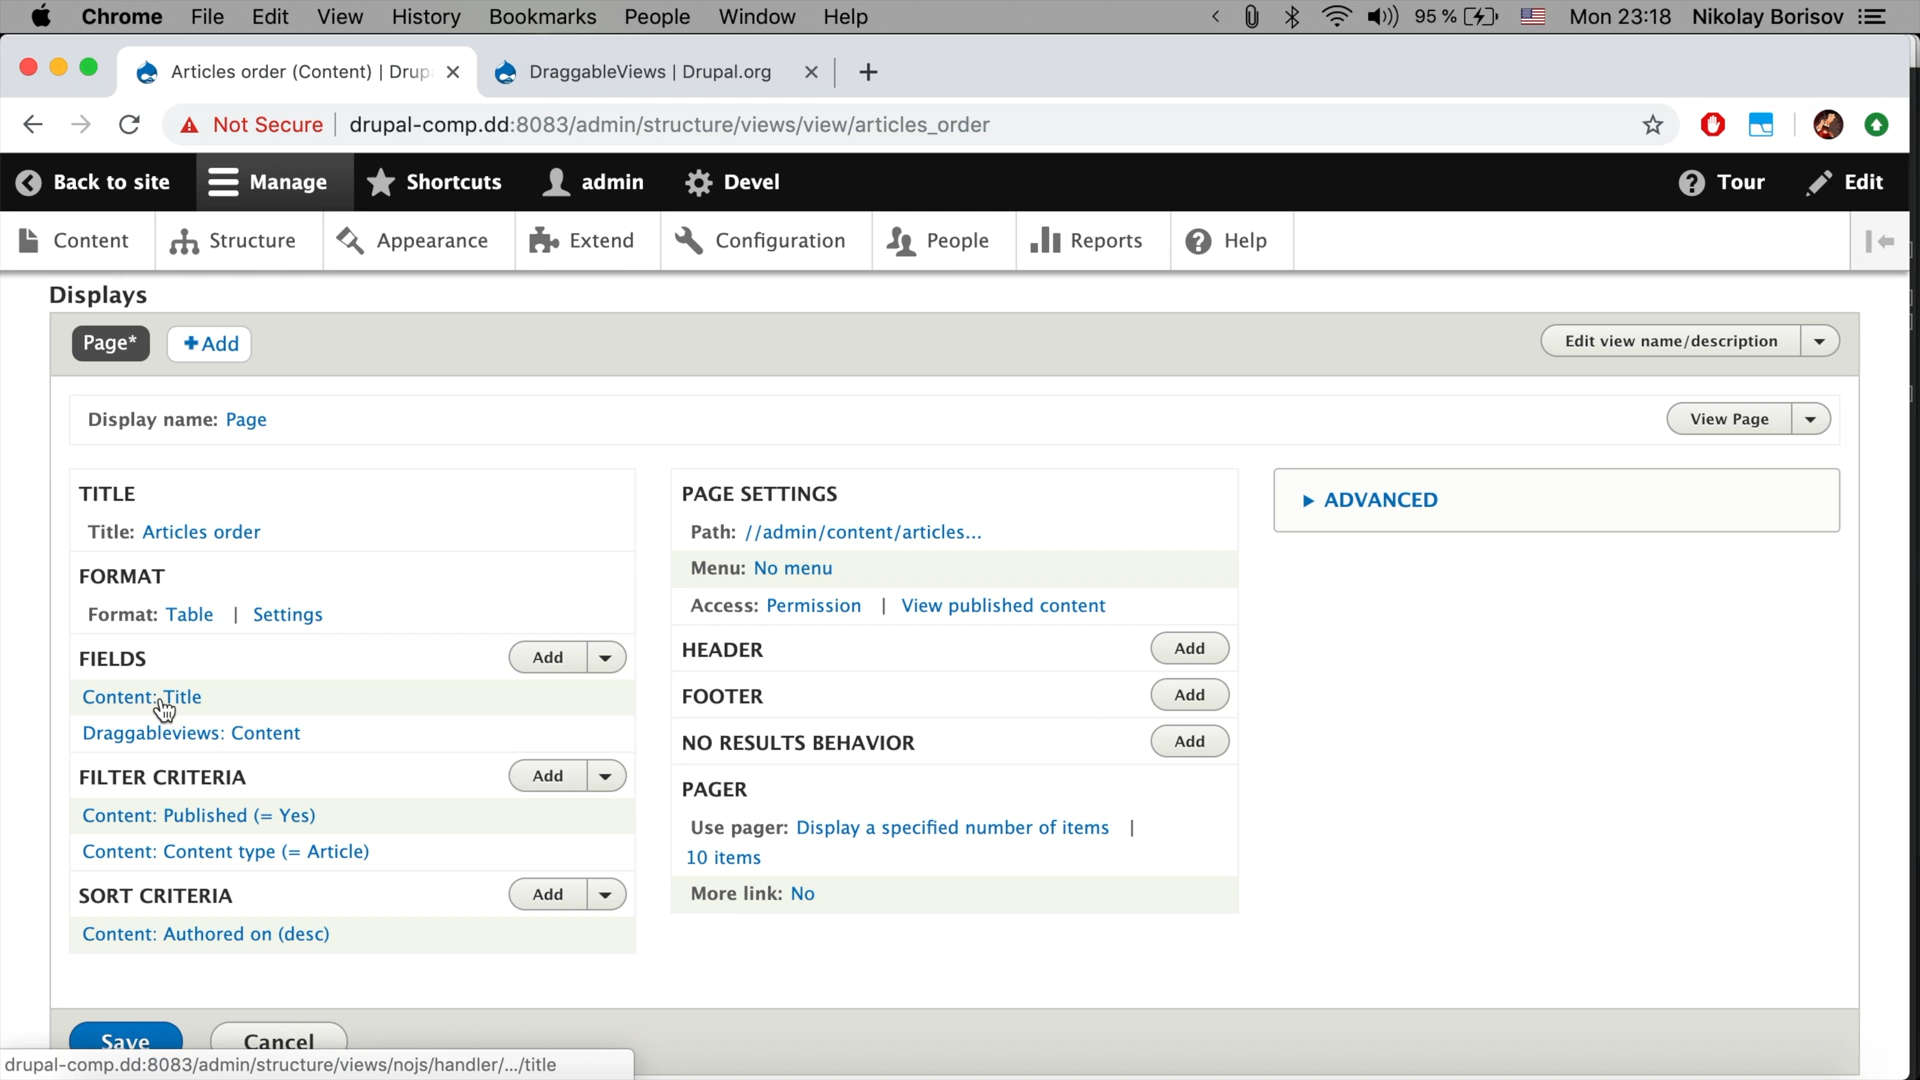 Chrome File Edit View History Bookmarks People Window Help 95 % Mon 23:18 Nikolay Borisov
Articles order (Content) | Drup DraggableViews | Drupal.org
Not Secure drupal-comp.dd:8083/admin/structure/views/view/articles_order
Back to site Manage Shortcuts admin Devel Tour Edit
Content Structure Appearance Extend Configuration People Reports Help
Displays
Page* Add Edit view name/description
Display name: Page View Page
TITLE
Title: Articles order
FORMAT
Format: Table | Settings
FIELDS Add
Content: Title
Draggableviews: Content
FILTER CRITERIA Add
Content: Published (= Yes)
Content: Content type (= Article)
SORT CRITERIA Add
Content: Authored on (desc)
PAGE SETTINGS
Path: //admin/content/articles...
Menu: No menu
Access: Permission | View published content
HEADER Add
FOOTER Add
NO RESULTS BEHAVIOR Add
PAGER
Use pager: Display a specified number of items |
10 items
More link: No
ADVANCED
Save Cancel
drupal-comp.dd:8083/admin/structure/views/nojs/handler/.../title